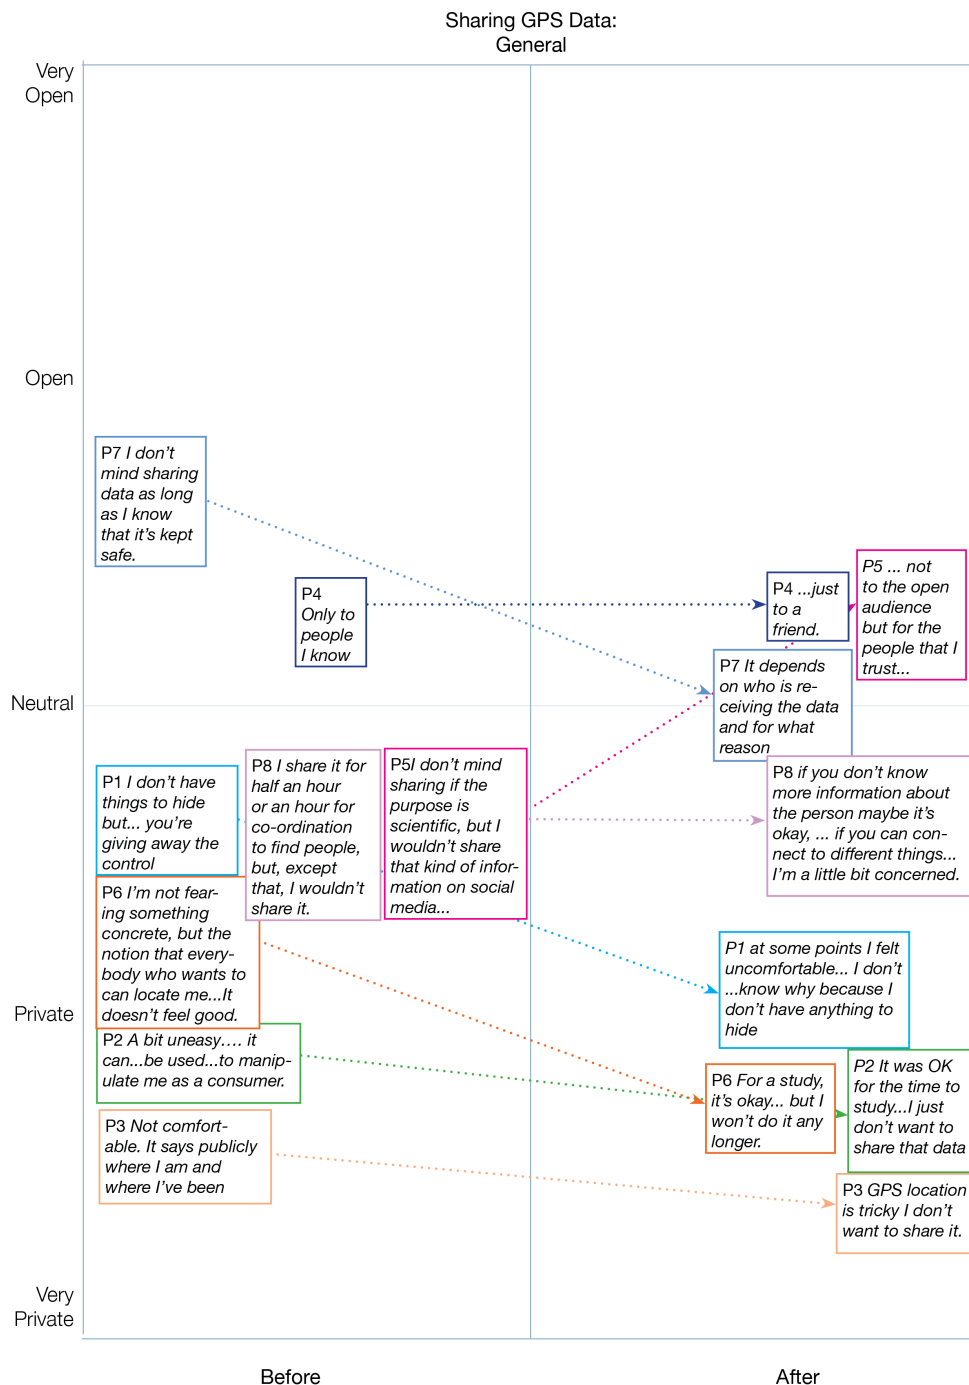 Sharing GPS Data:
General
Very
Open
Open
Neutral
Private
Very
Private
P7 I don’t
mind sharing
data as long
as I know
that it’s kept
safe.
P4
Only to
people
I know
P1 I don’t have
things to hide
but... you’re
giving away the
control
P8 I share it for
half an hour
or an hour for
co-ordination
to find people,
but, except
that, I wouldn’t
share it.
P5I don’t mind
sharing if the
purpose is
scientific, but I
wouldn’t share
that kind of infor-
mation on social
media...
P6 I’m not fear-
ing something
concrete, but the
notion that every-
body who wants to
can locate me...It
doesn’t feel good.
P2 A bit uneasy.... it
can...be used...to manip-
ulate me as a consumer.
P3 Not comfort-
able. It says publicly
where I am and
where I’ve been
P4 ...just
to a
friend.
P5 ... not
to the open
audience
but for the
people that I
trust...
P7 It depends
on who is re-
ceiving the data
and for what
reason
P8 if you don’t know
more information about
the person maybe it’s
okay, ... if you can con-
nect to different things...
I’m a little bit concerned.
P1 at some points I felt
uncomfortable... I don’t
...know why because I
don’t have anything to
hide
P6 For a study,
it’s okay... but I
won’t do it any
longer.
P2 It was OK
for the time to
study...I just
don’t want to
share that data
P3 GPS location
is tricky I don’t
want to share it.
Before
After